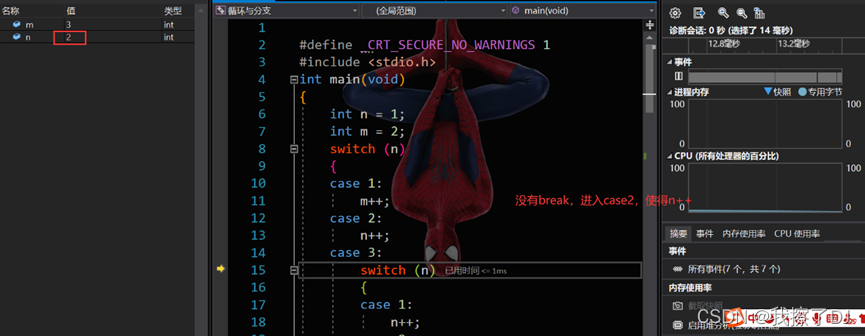 名称 值 类型
m 3 int
n 2 int
循环与分支 (全局范围) main(void)
1
2 #define _CRT_SECURE_NO_WARNINGS 1
3 #include <stdio.h>
4 int main(void)
5 {
6 int n = 1;
7 int m = 2;
8 switch (n)
9 {
10 case 1:
11 m++;
12 case 2:
13 n++;
14 case 3:
15 switch (n) 已用时间 <= 1ms
16 {
17 case 1:
18 n++;
没有break，进入case2，使得n++
诊断会话: 0 秒 (选择了 14 毫秒)
12.8毫秒 13.2毫秒
事件
进程内存 快照 专用字节
100 100
0 0
CPU (所有处理器的百分比)
100 100
0 0
摘要 事件 内存使用率 CPU 使用率
事件
所有事件(7 个，共 7 个)
内存使用率
截取快照